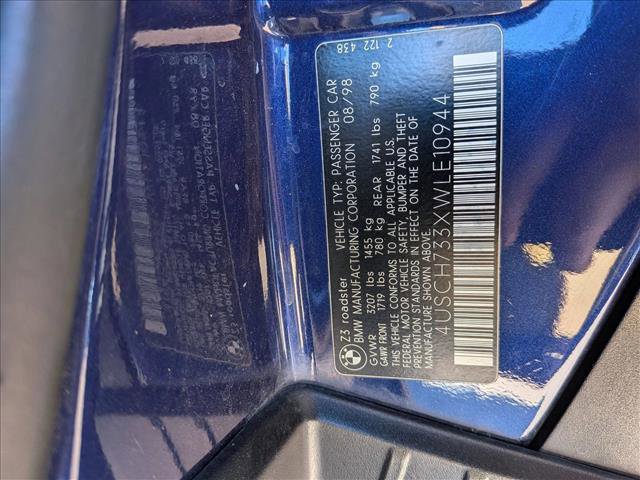 2 122 438
Z3 roadster VEHICLE TYP: PASSENGER CAR
BMW MANUFACTURING CORPORATION 08/98
GVWR 3207 lbs 1455 kg
GAWR FRONT 1719 lbs 780 kg REAR 1741 lbs 790 kg
THIS VEHICLE CONFORMS TO ALL APPLICABLE U.S.
FEDERAL MOTOR VEHICLE SAFETY, BUMPER AND THEFT
PREVENTION STANDARDS IN EFFECT ON THE DATE OF
MANUFACTURE SHOWN ABOVE.
4USCH733XWLE10944